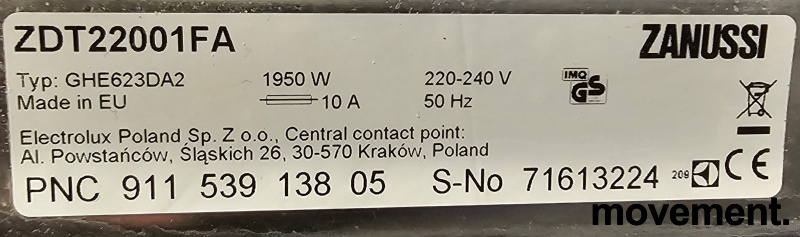 ZDT22001FA ZANUSSI
Typ: GHE623DA2 1950 W 220-240 V IMQ GS
Made in EU 10 A 50 Hz
Electrolux Poland Sp. Z o.o., Central contact point:
Al. Powstańców, Śląskich 26, 30-570 Kraków, Poland
PNC 911 539 138 05 S-No 71613224 209 CE
movement.